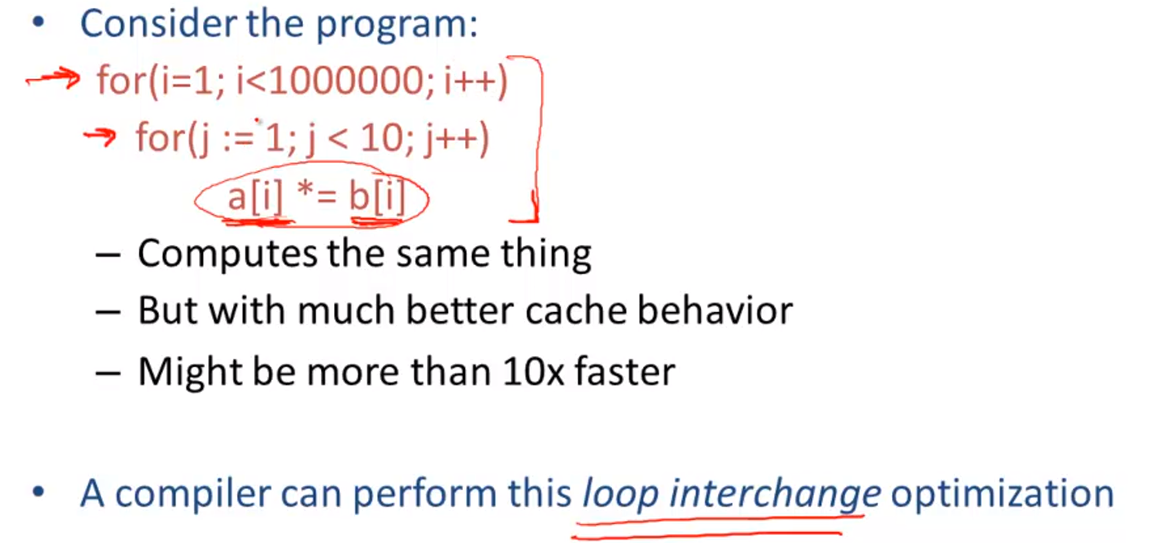 • Consider the program:
for(i=1; i<1000000; i++)
for(j := 1; j < 10; j++)
a[i] *= b[i]
– Computes the same thing
– But with much better cache behavior
– Might be more than 10x faster
• A compiler can perform this loop interchange optimization